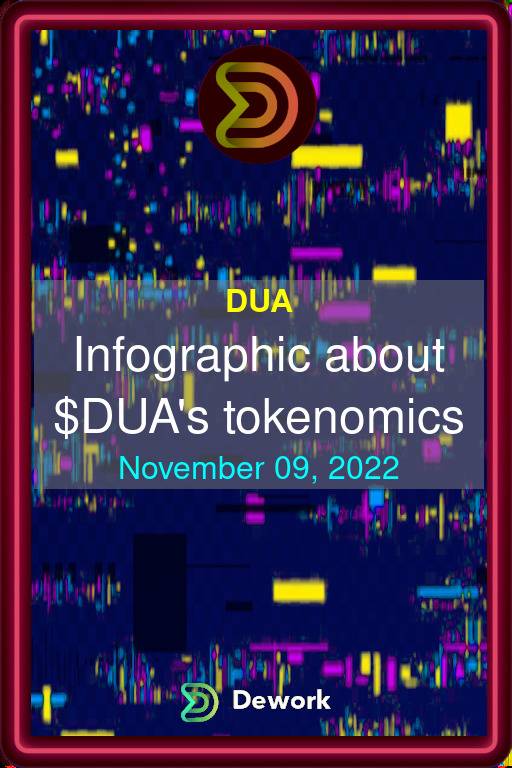 DUA
Infographic about
$DUA's tokenomics
November 09, 2022
Dework